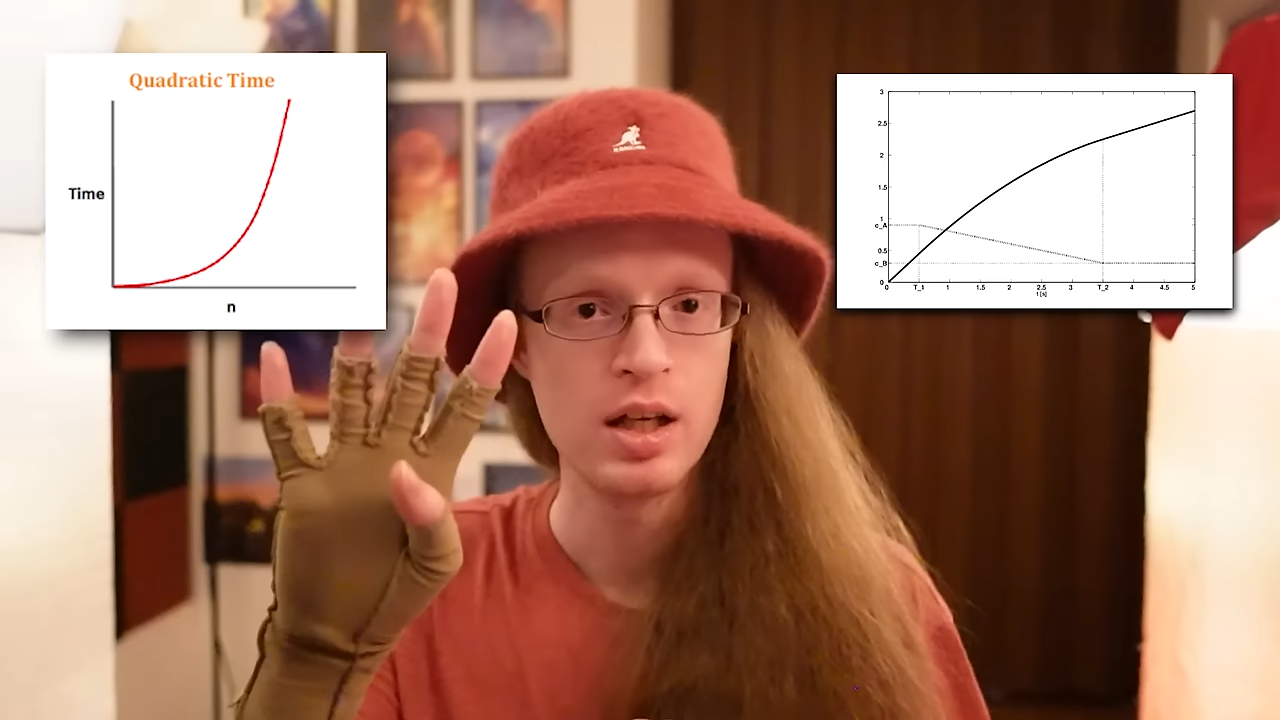 Quadratic Time
Time
n
3
2.5
2
1.5
1
c_A
0.5
c_B
0
0 T_1 1 1.5 2 2.5 3 T_2 4 4.5 5
t [s]